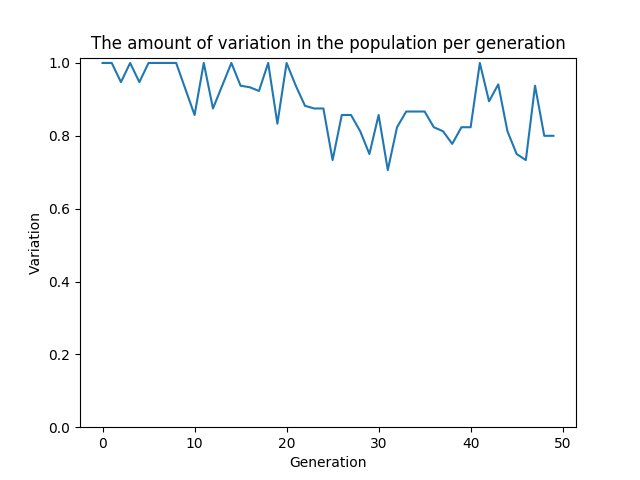 The amount of variation in the population per generation
1.0
0.8
0.6
0.4
0.2
0.0
Variation
0 10 20 30 40 50
Generation